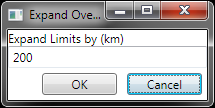 Expand Ove...
Expand Limits by (km)
200
OK Cancel